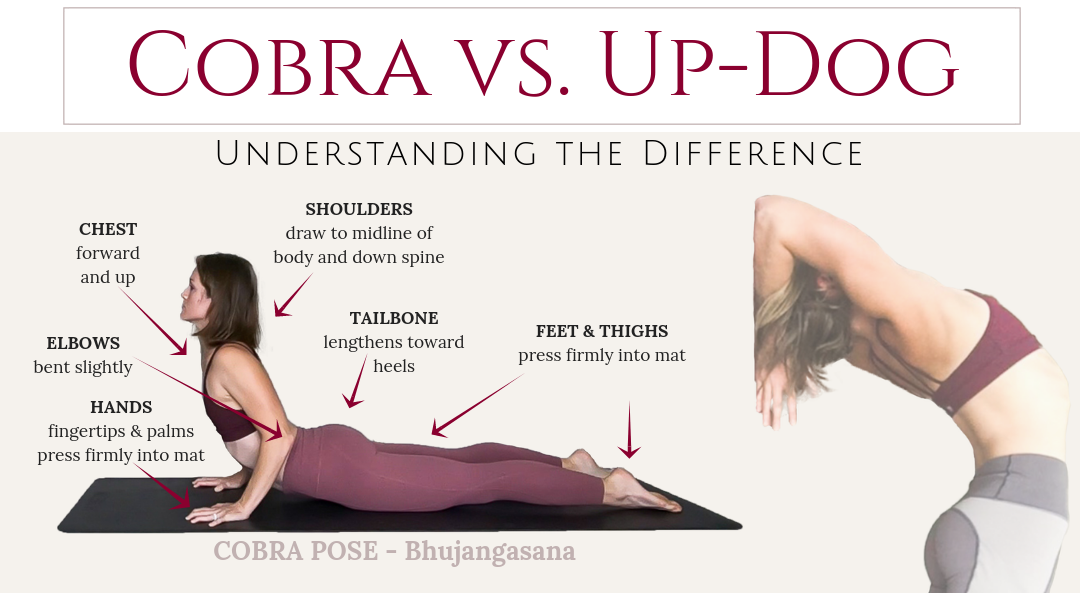 Cobra vs. Up-Dog
Understanding the Difference
CHEST
forward
and up
SHOULDERS
draw to midline of
body and down spine
ELBOWS
bent slightly
TAILBONE
lengthens toward
heels
FEET & THIGHS
press firmly into mat
HANDS
fingertips & palms
press firmly into mat
COBRA POSE - Bhujangasana